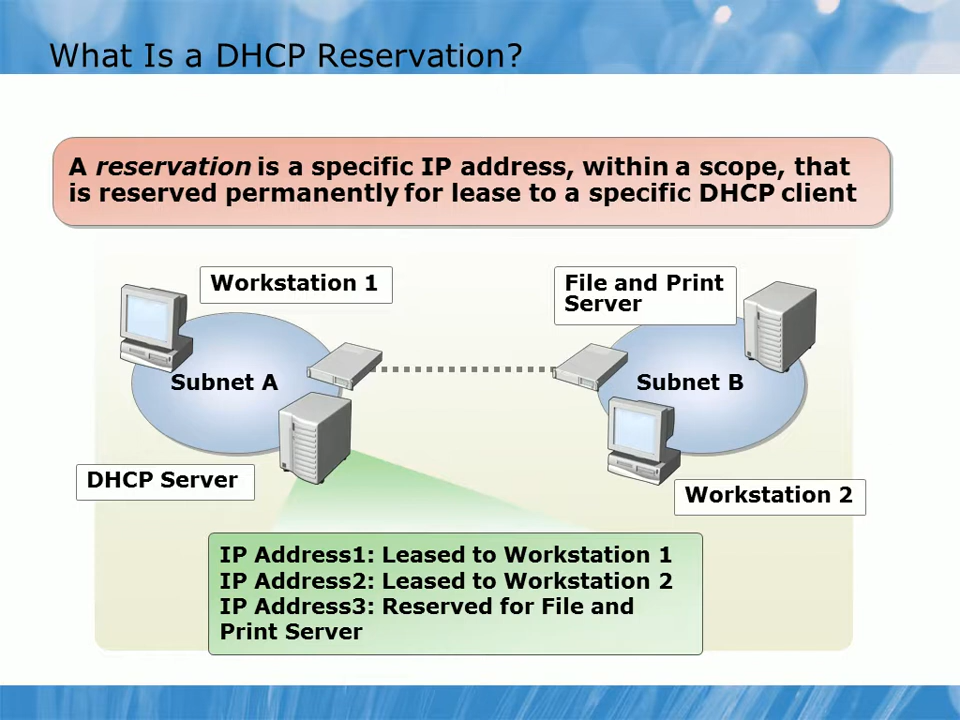 What Is a DHCP Reservation?
A reservation is a specific IP address, within a scope, that
is reserved permanently for lease to a specific DHCP client
Workstation 1
File and Print
Server
Subnet A
Subnet B
DHCP Server
Workstation 2
IP Address1: Leased to Workstation 1
IP Address2: Leased to Workstation 2
IP Address3: Reserved for File and
Print Server